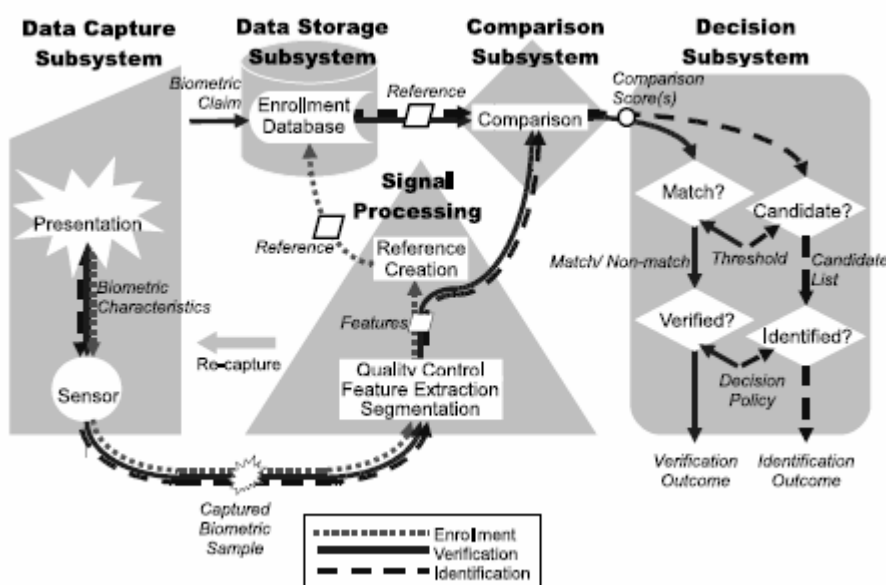 Data Capture
Subsystem
Data Storage
Subsystem
Comparison
Subsystem
Decision
Subsystem
Biometric
Claim
Enrollment
Database
Reference
Comparison
Comparison
Score(s)
Signal
Processing
Presentation
Match?
Candidate?
Reference
Reference
Creation
Match/ Non-match
Threshold
Candidate
List
Biometric
Characteristics
Features
Verified?
Identified?
Re-capture
Quality Control
Feature Extraction
Segmentation
Sensor
Decision
Policy
Verification
Outcome
Identification
Outcome
Captured
Biometric
Sample
Enrollment
Verification
Identification